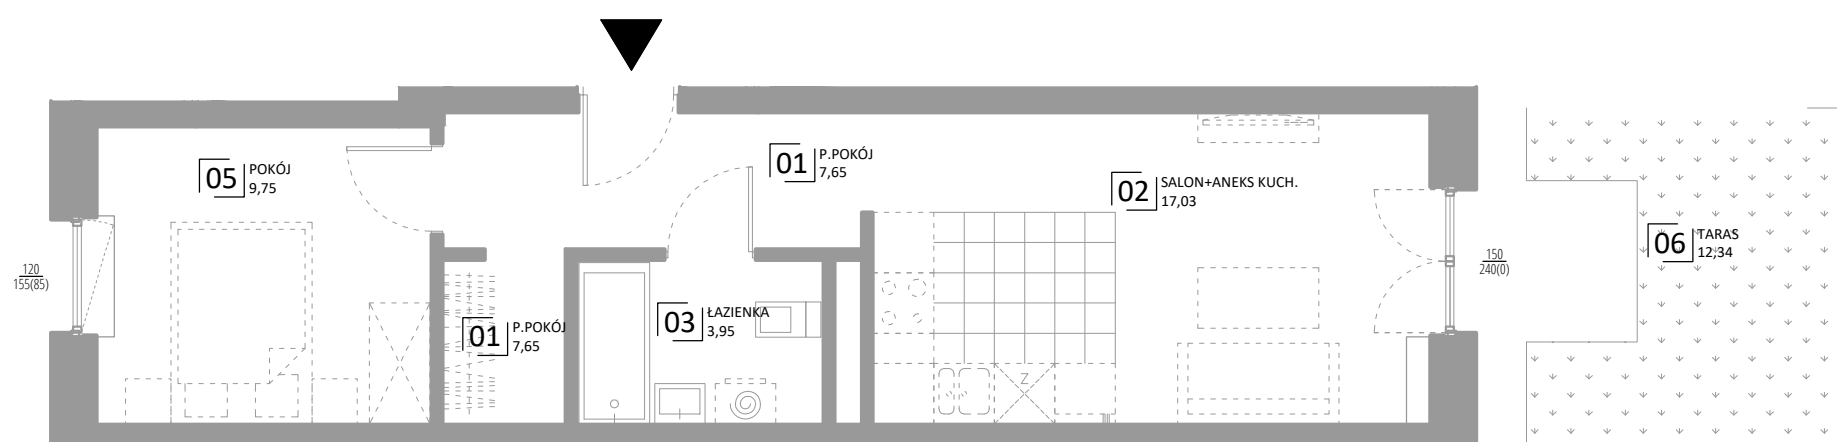 05 POKÓJ
9,75
01 P.POKÓJ
7,65
02 SALON+ANEKS KUCH.
17,03
06 TARAS
12,34
120
155(85)
150
240(0)
01 P.POKÓJ
7,65
03 ŁAZIENKA
3,95
Z